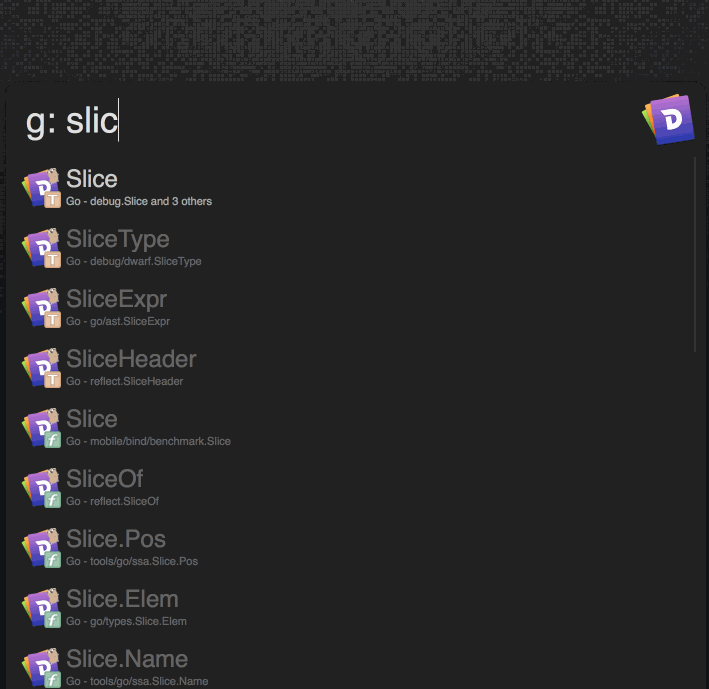 g: slic
Slice
Go - debug.Slice and 3 others
SliceType
Go - debug/dwarf.SliceType
SliceExpr
Go - go/ast.SliceExpr
SliceHeader
Go - reflect.SliceHeader
Slice
Go - mobile/bind/benchmark.Slice
SliceOf
Go - reflect.SliceOf
Slice.Pos
Go - tools/go/ssa.Slice.Pos
Slice.Elem
Go - go/types.Slice.Elem
Slice.Name
Go - tools/go/ssa.Slice.Name